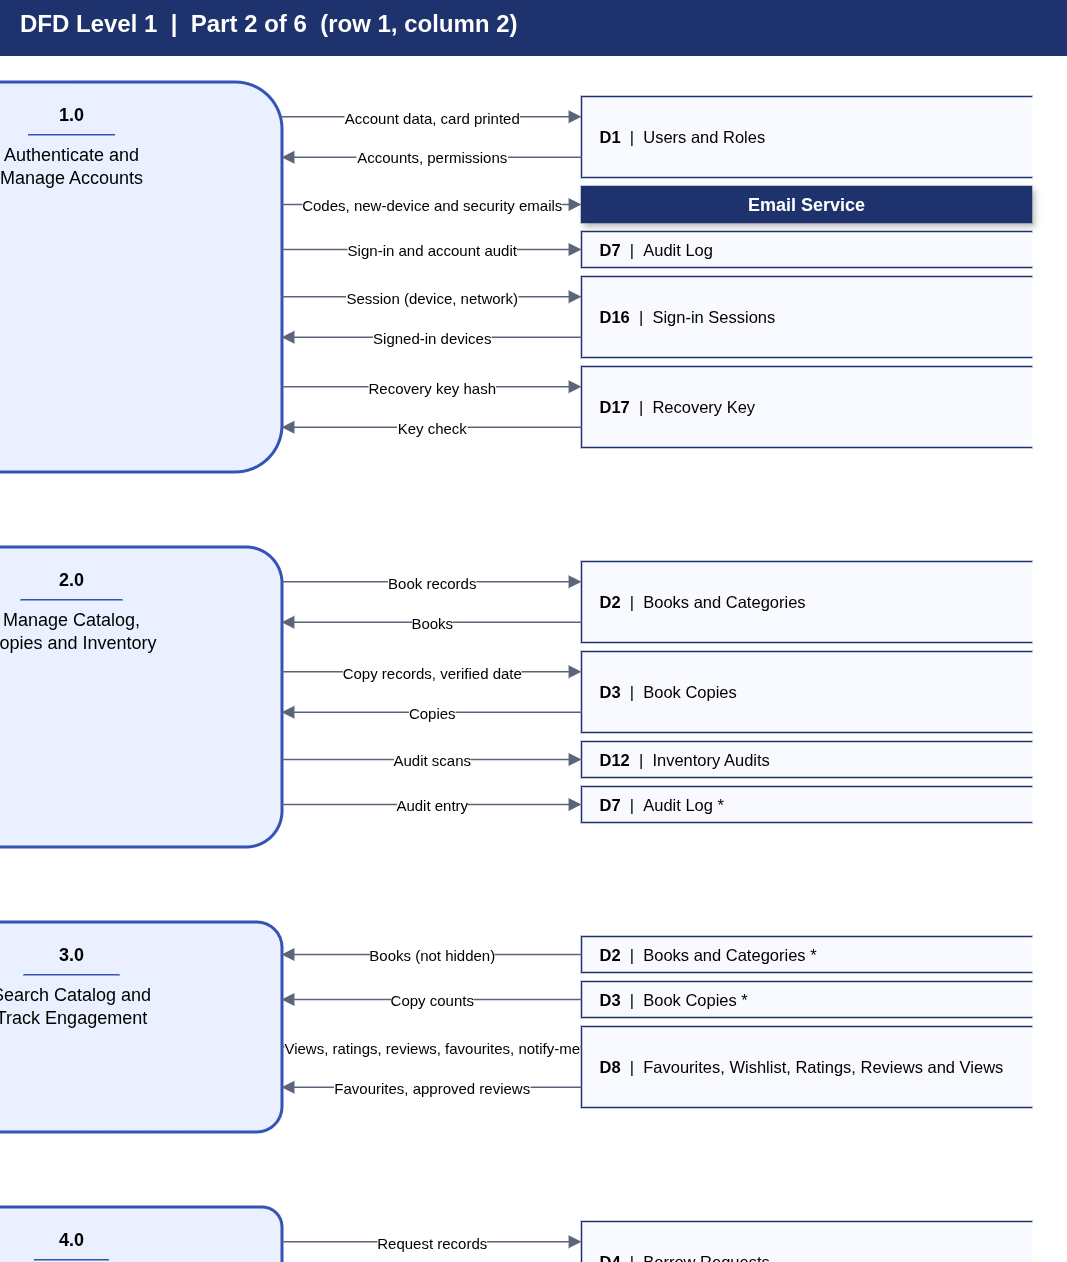 DFD Level 1 | Part 2 of 6 (row 1, column 2)
1.0
Authenticate and
Manage Accounts
Account data, card printed
Accounts, permissions
Codes, new-device and security emails
Sign-in and account audit
Session (device, network)
Signed-in devices
Recovery key hash
Key check
D1 | Users and Roles
Email Service
D7 | Audit Log
D16 | Sign-in Sessions
D17 | Recovery Key
2.0
Manage Catalog,
opies and Inventory
Book records
Books
Copy records, verified date
Copies
Audit scans
Audit entry
D2 | Books and Categories
D3 | Book Copies
D12 | Inventory Audits
D7 | Audit Log *
3.0
Search Catalog and
Track Engagement
Books (not hidden)
Copy counts
Views, ratings, reviews, favourites, notify-me
Favourites, approved reviews
D2 | Books and Categories *
D3 | Book Copies *
D8 | Favourites, Wishlist, Ratings, Reviews and Views
4.0
Request records
D4 | Borrow Requests